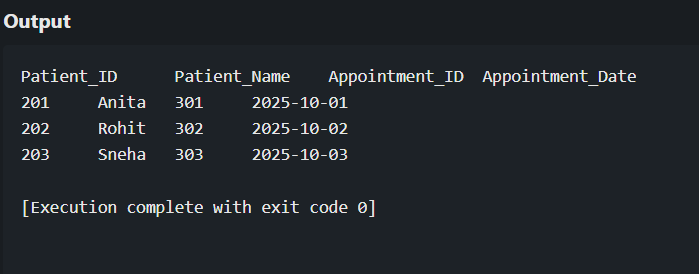 Output
Patient_ID Patient_Name Appointment_ID Appointment_Date
201 Anita 301 2025-10-01
202 Rohit 302 2025-10-02
203 Sneha 303 2025-10-03
[Execution complete with exit code 0]